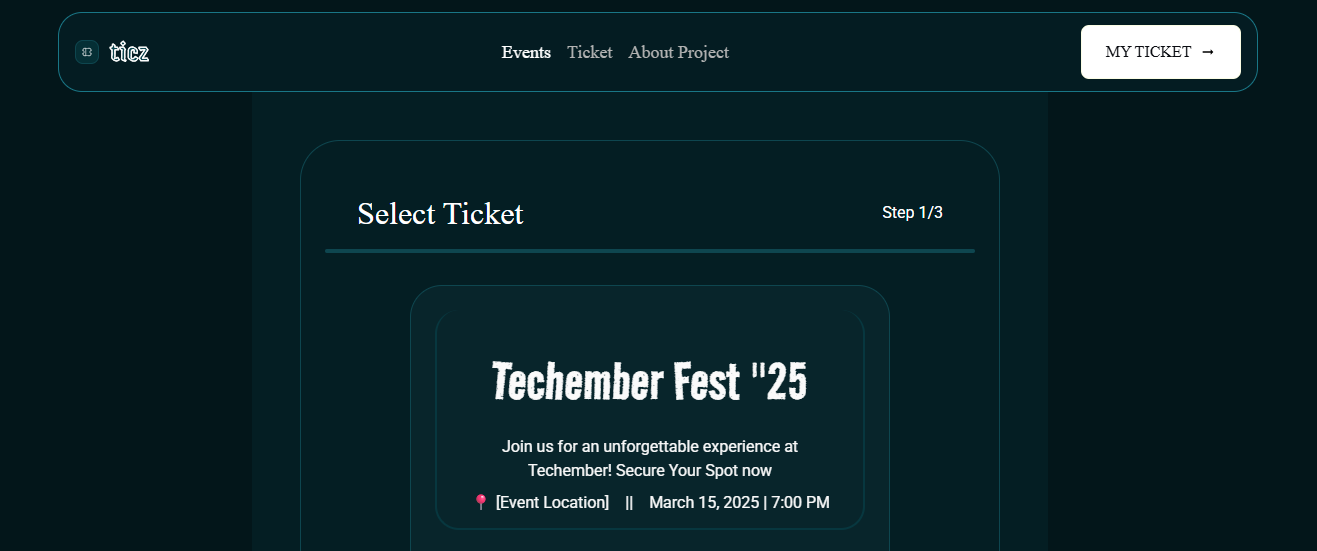 ticz
Events Ticket About Project
MY TICKET →
Select Ticket
Step 1/3
Techember Fest "25
Join us for an unforgettable experience at
Techember! Secure Your Spot now
📍 [Event Location] || March 15, 2025 | 7:00 PM